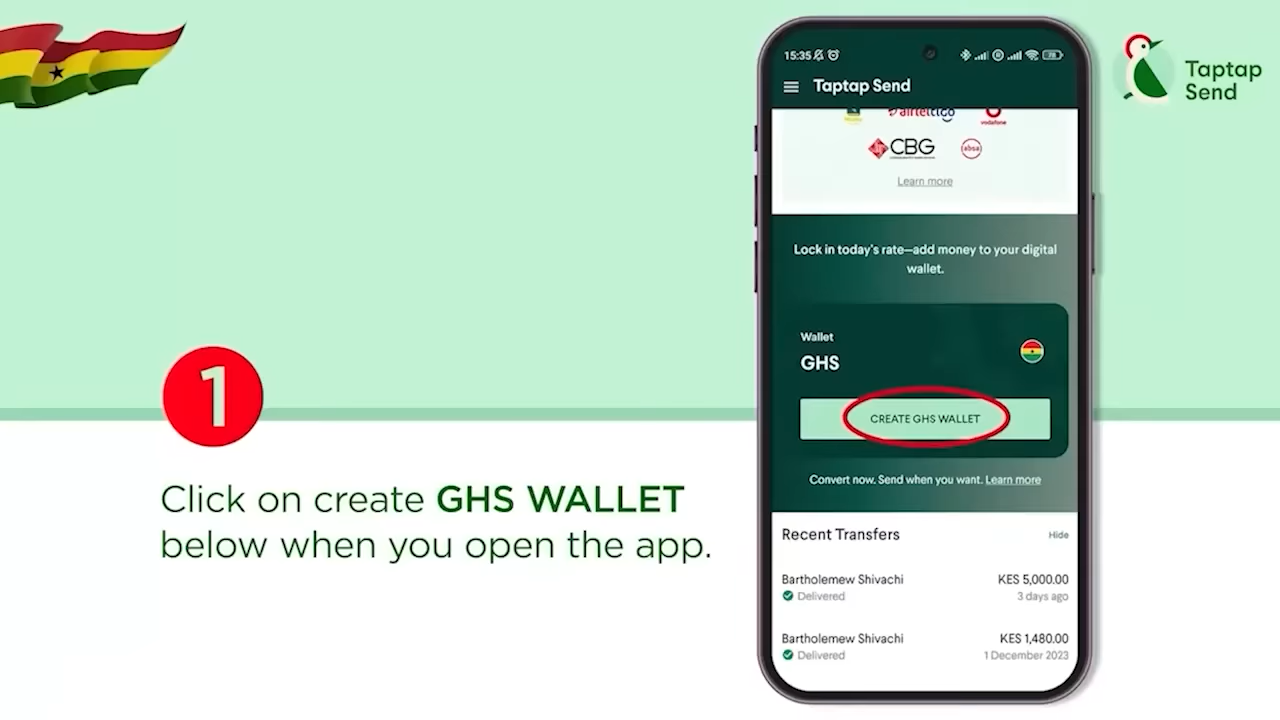 1
Click on create GHS WALLET
below when you open the app.
15:35
78
Taptap Send
airteltigo
vodafone
CBG
absa
Learn more
Lock in today's rate—add money to your digital
wallet.
Wallet
GHS
CREATE GHS WALLET
Convert now. Send when you want. Learn more
Recent Transfers
Hide
Bartholemew Shivachi
KES 5,000.00
Delivered
3 days ago
Bartholemew Shivachi
KES 1,480.00
Delivered
1 December 2023
Taptap
Send